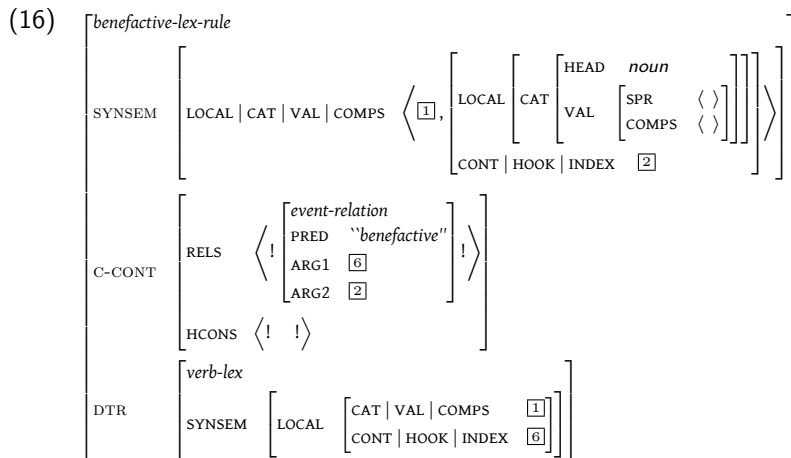 (16)
benefactive-lex-rule
SYNSEM LOCAL | CAT | VAL | COMPS ⟨ 1 , LOCAL CAT HEAD noun
VAL SPR ⟨ ⟩
COMPS ⟨ ⟩ ⟩
CONT | HOOK | INDEX 2
C-CONT RELS ⟨! event-relation
PRED ``benefactive''
ARG1 6
ARG2 2 !⟩
HCONS ⟨! !⟩
DTR verb-lex
SYNSEM LOCAL CAT | VAL | COMPS 1
CONT | HOOK | INDEX 6